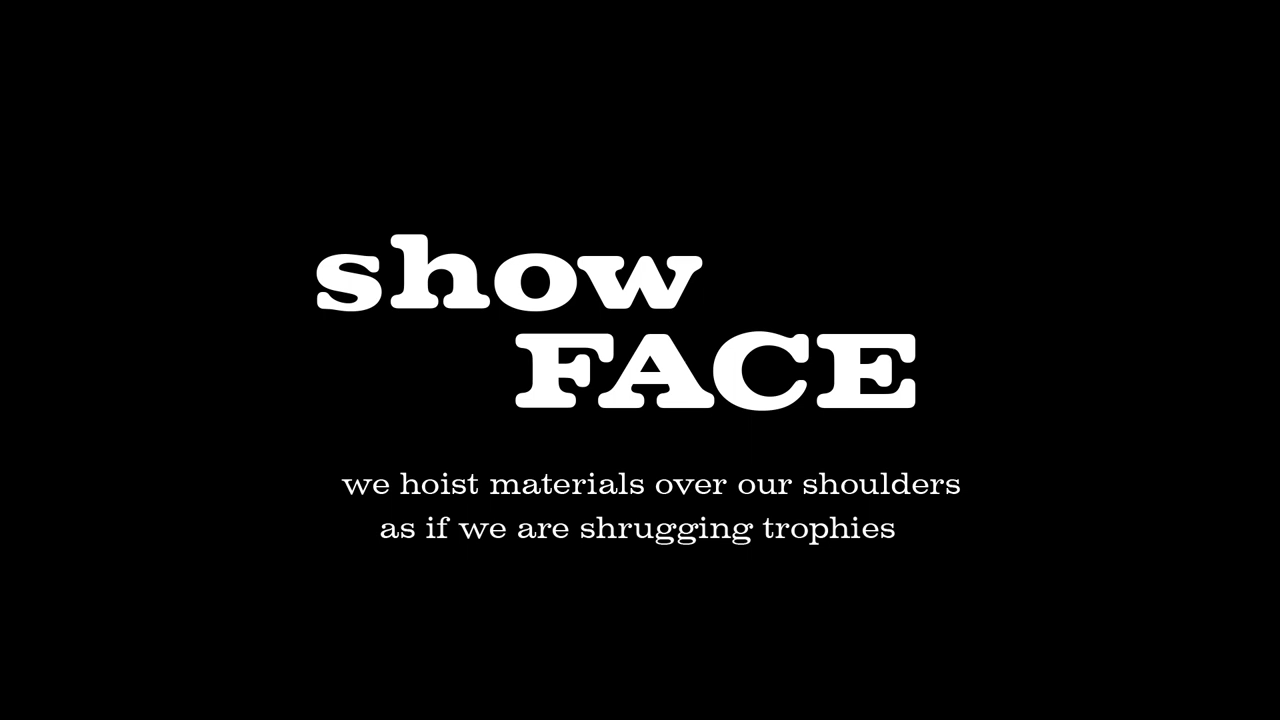 show
FACE
we hoist materials over our shoulders
as if we are shrugging trophies